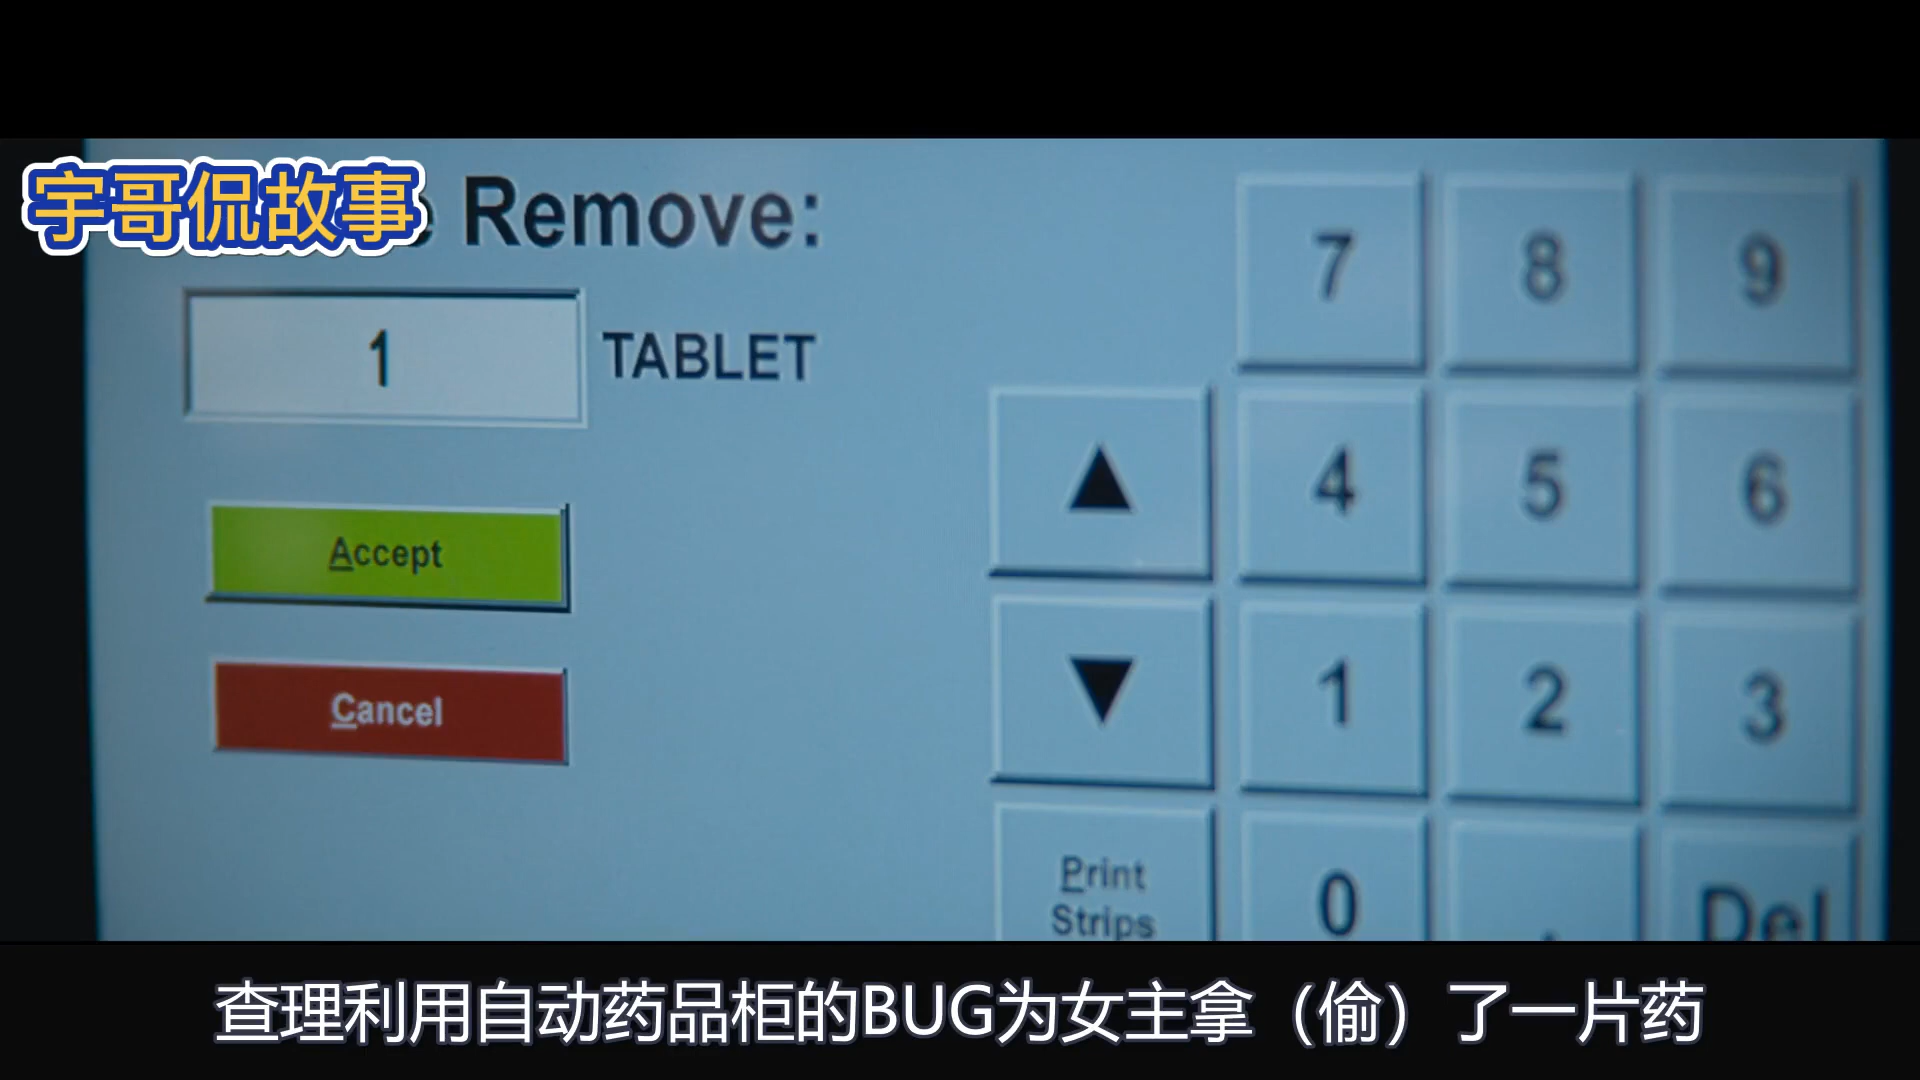 宇哥侃故事
Remove:
1 TABLET
Accept
Cancel
7 8 9
▲ 4 5 6
▼ 1 2 3
Print
Strips
0 . Del
查理利用自动药品柜的BUG为女主拿（偷）了一片药